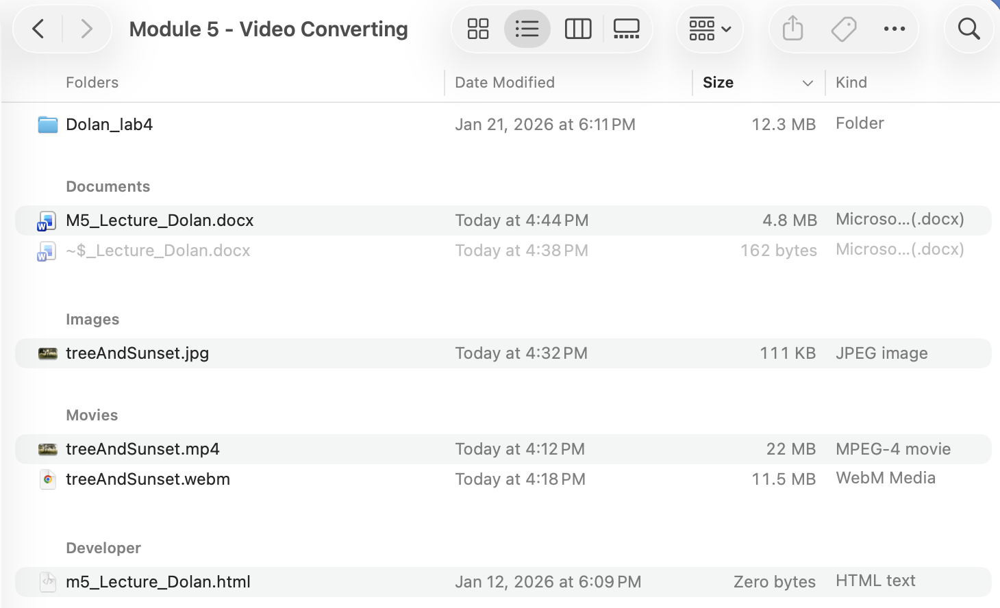 Module 5 - Video Converting
Folders Date Modified Size Kind
Dolan_lab4 Jan 21, 2026 at 6:11 PM 12.3 MB Folder
Documents
M5_Lecture_Dolan.docx Today at 4:44 PM 4.8 MB Microso...(.docx)
~$_Lecture_Dolan.docx Today at 4:38 PM 162 bytes Microso...(.docx)
Images
treeAndSunset.jpg Today at 4:32 PM 111 KB JPEG image
Movies
treeAndSunset.mp4 Today at 4:12 PM 22 MB MPEG-4 movie
treeAndSunset.webm Today at 4:18 PM 11.5 MB WebM Media
Developer
m5_Lecture_Dolan.html Jan 12, 2026 at 6:09 PM Zero bytes HTML text